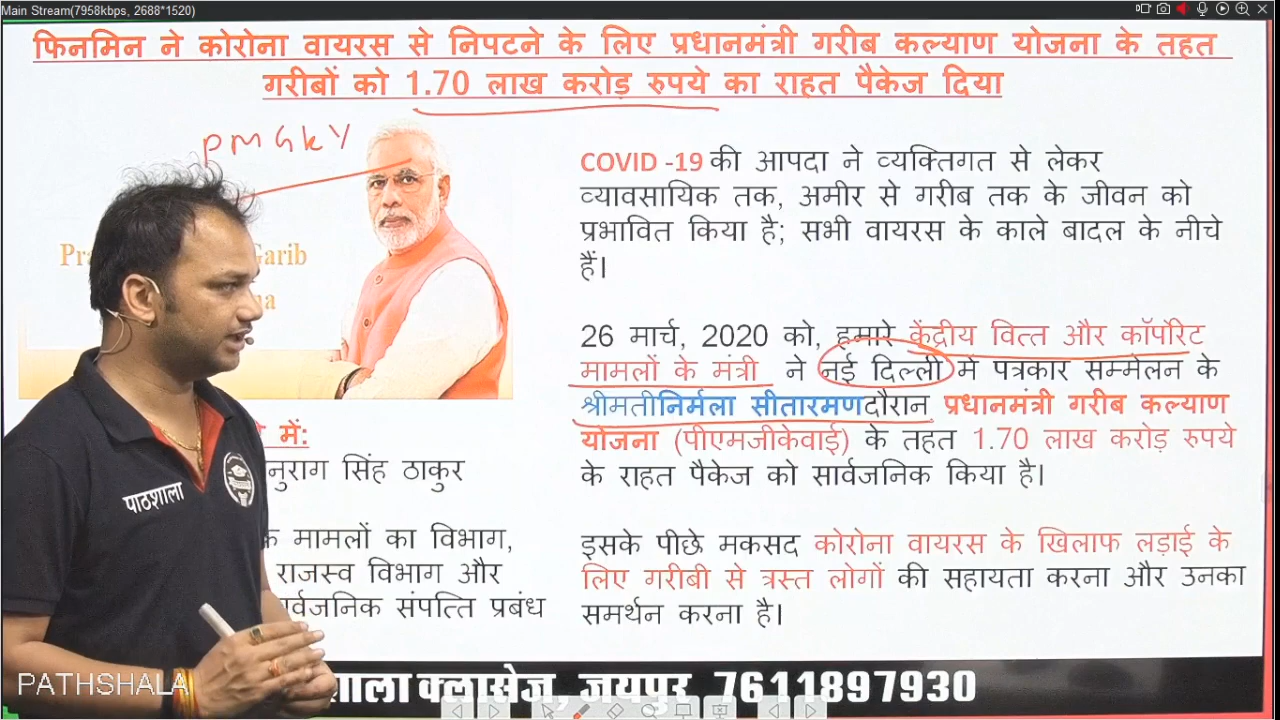 Main Stream(7958kbps, 2688*1520)
फिनमिन ने कोरोना वायरस से निपटने के लिए प्रधानमंत्री गरीब कल्याण योजना के तहत
गरीबों को 1.70 लाख करोड़ रुपये का राहत पैकेज दिया
PMGKY
Garib
COVID -19 की आपदा ने व्यक्तिगत से लेकर
व्यावसायिक तक, अमीर से गरीब तक के जीवन को
प्रभावित किया है; सभी वायरस के काले बादल के नीचे
हैं।
26 मार्च, 2020 को, हमारे केंद्रीय वित्त और कॉर्पोरेट
मामलों के मंत्री ने नई दिल्ली में पत्रकार सम्मेलन के
श्रीमतीनिर्मला सीतारमणदौरान प्रधानमंत्री गरीब कल्याण
योजना (पीएमजीकेवाई) के तहत 1.70 लाख करोड़ रुपये
के राहत पैकेज को सार्वजनिक किया है।
इसके पीछे मकसद कोरोना वायरस के खिलाफ लड़ाई के
लिए गरीबी से त्रस्त लोगों की सहायता करना और उनका
समर्थन करना है।
में:
सिंह ठाकुर
मामलों का विभाग,
राजस्व विभाग और
संपत्ति प्रबंध
पाठशाला
PATHSHALA
क्लासेज, जयपुर 7611897930